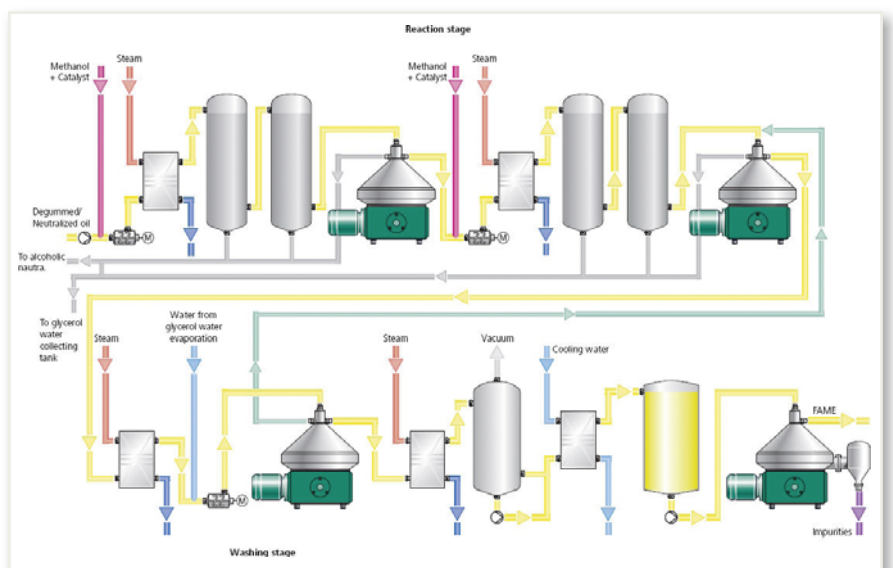 Reaction stage
Methanol
+ Catalyst
Steam
Methanol
+ Catalyst
Steam
Degummed/
Neutralized oil
M
M
To alcoholic
nautra.
To glycerol
water
collecting
tank
Steam
Water from
glycerol water
evaporation
Steam
Vacuum
Cooling water
FAME
M
Impurities
Washing stage